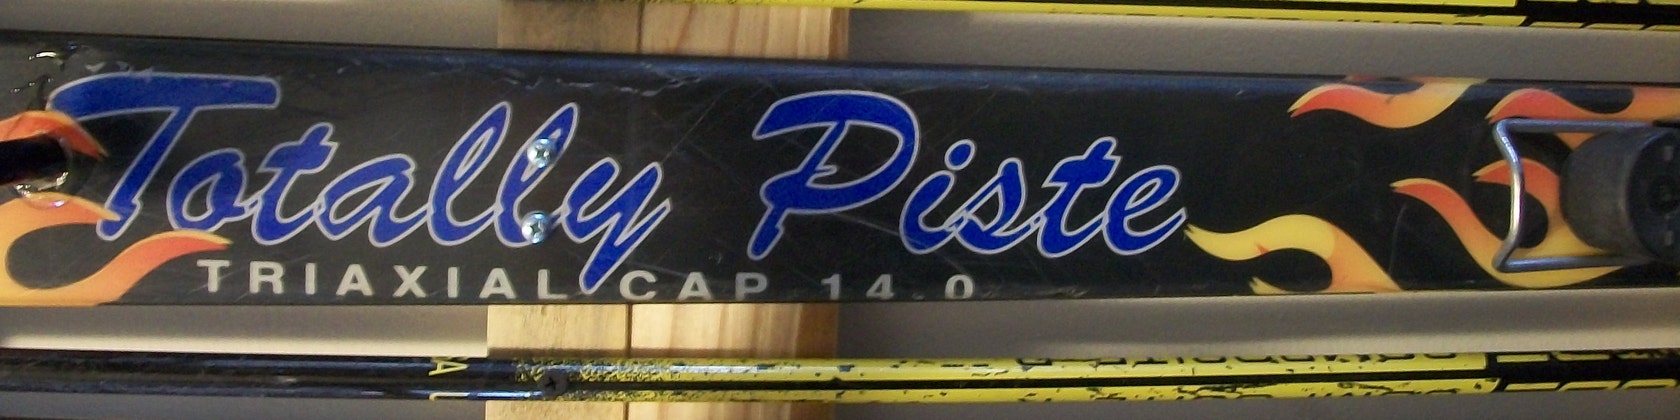 Totally Piste
TRIAXIAL CAP 14.0